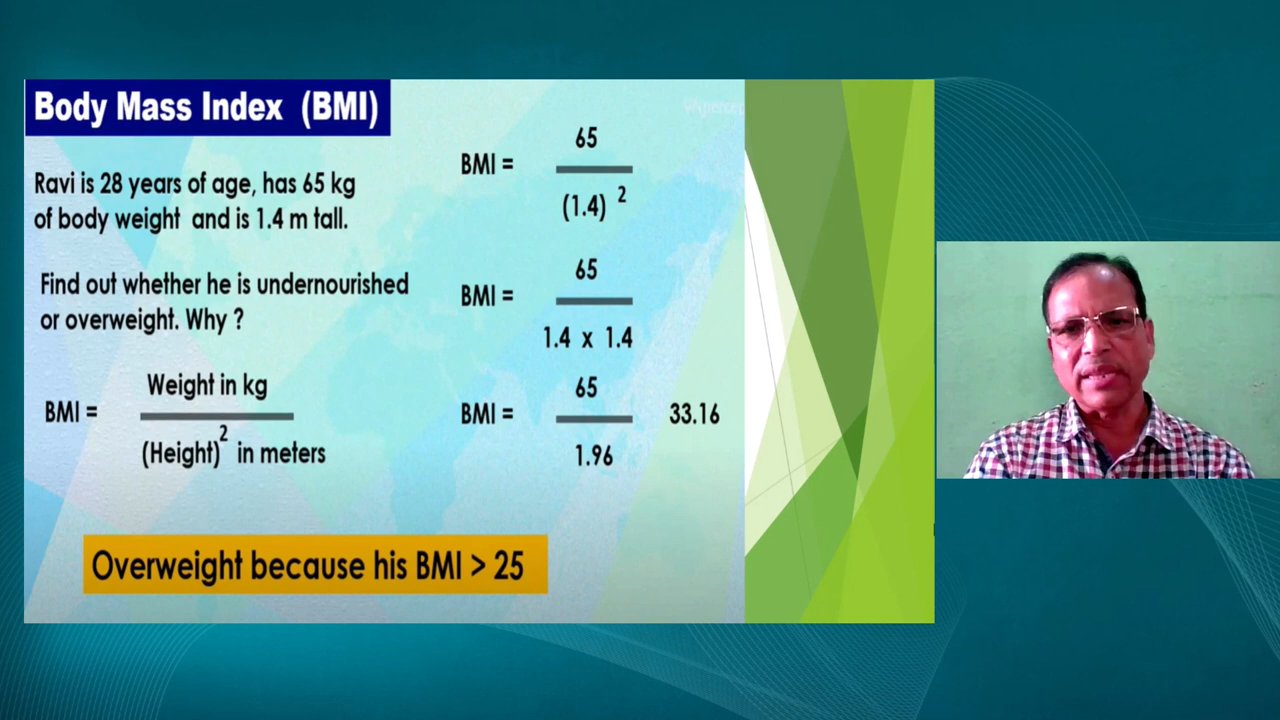 Body Mass Index (BMI)
Ravi is 28 years of age, has 65 kg
of body weight and is 1.4 m tall.
Find out whether he is undernourished
or overweight. Why ?
BMI =
Weight in kg
(Height)2 in meters
BMI =
65
(1.4) 2
BMI =
65
1.4 x 1.4
BMI =
65
1.96
33.16
Overweight because his BMI > 25